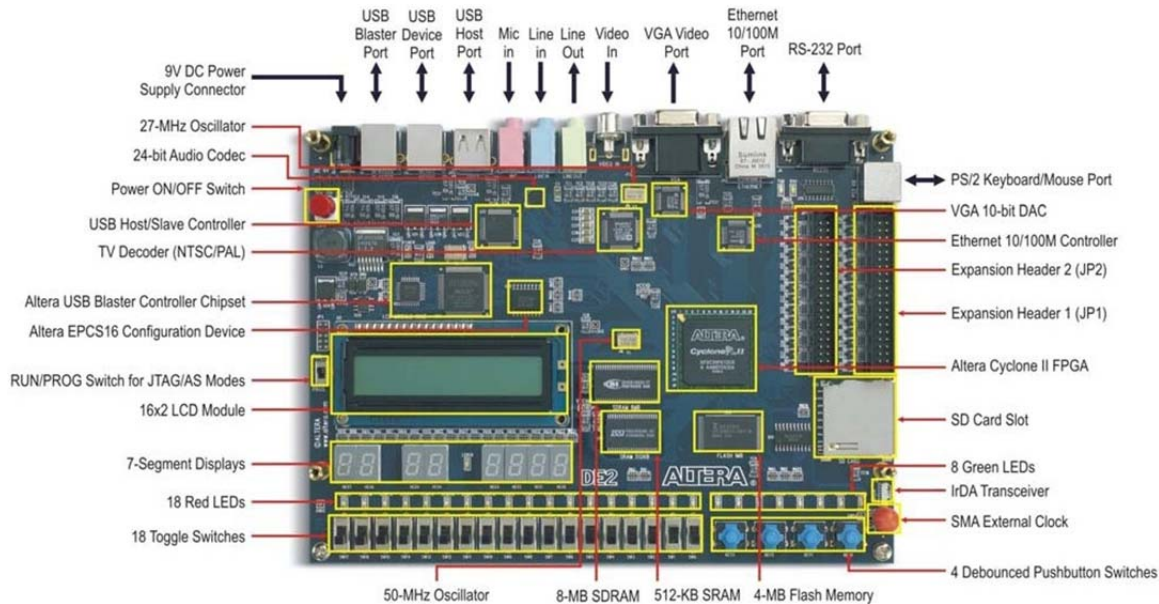 USB
Blaster
Port
USB
Device
Port
USB
Host
Port
Mic
in
Line
in
Line
Out
Video
In
VGA Video
Port
Ethernet
10/100M
Port
RS-232 Port
9V DC Power
Supply Connector
27-MHz Oscillator
24-bit Audio Codec
Power ON/OFF Switch
USB Host/Slave Controller
TV Decoder (NTSC/PAL)
Altera USB Blaster Controller Chipset
Altera EPCS16 Configuration Device
RUN/PROG Switch for JTAG/AS Modes
16x2 LCD Module
7-Segment Displays
18 Red LEDs
18 Toggle Switches
PS/2 Keyboard/Mouse Port
VGA 10-bit DAC
Ethernet 10/100M Controller
Expansion Header 2 (JP2)
Expansion Header 1 (JP1)
Altera Cyclone II FPGA
SD Card Slot
8 Green LEDs
IrDA Transceiver
SMA External Clock
4 Debounced Pushbutton Switches
50-MHz Oscillator
8-MB SDRAM
512-KB SRAM
4-MB Flash Memory
ALTERA
Cyclone II
DE2
ALTERA
SD CARD